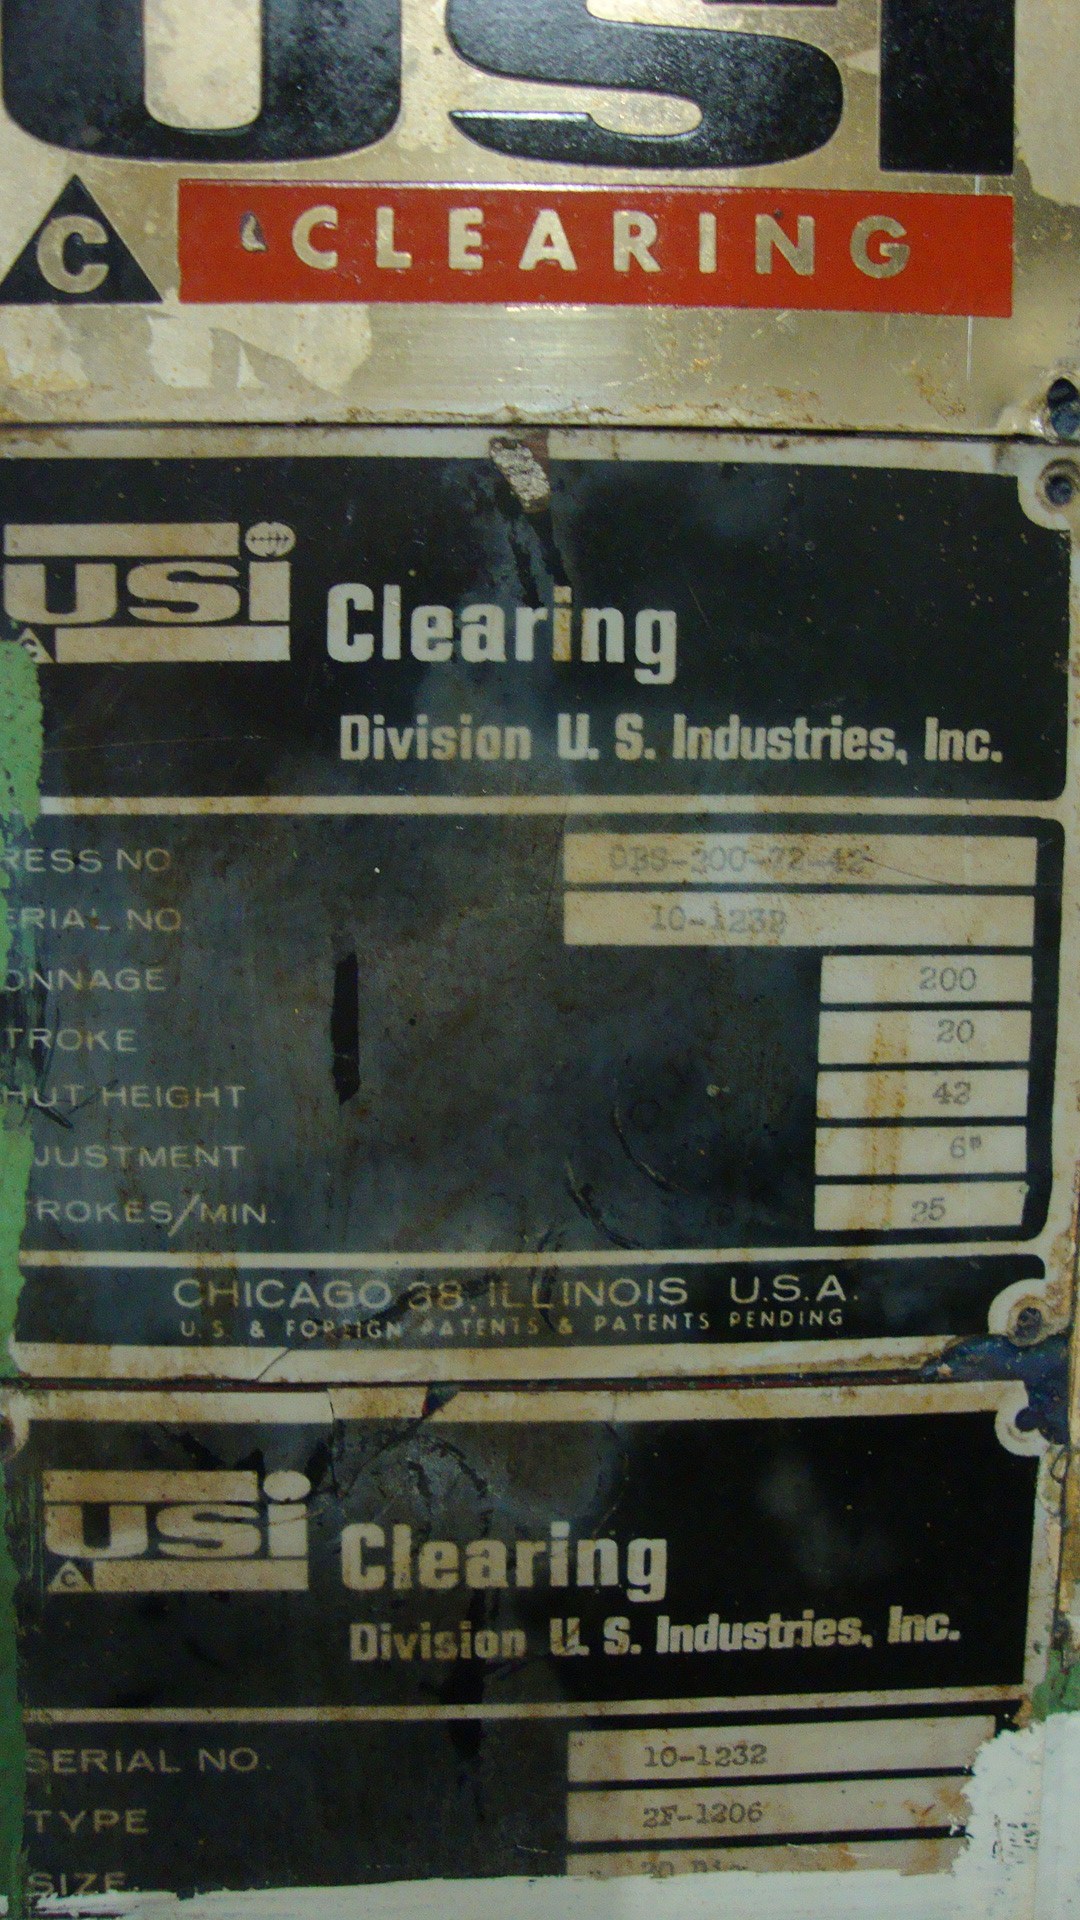 USI
C CLEARING
USi Clearing
C
Division U. S. Industries, Inc.
RESS NO
ERIAL NO. 10-1232
ONNAGE 200
TROKE 20
HUT HEIGHT 42
JUSTMENT 6"
TROKES/MIN. 25
CHICAGO 38, ILLINOIS U.S.A.
U.S. & FOREIGN PATENTS & PATENTS PENDING
USi Clearing
C
Division U. S. Industries, Inc.
SERIAL NO. 10-1232
TYPE 2F-1206
SIZE